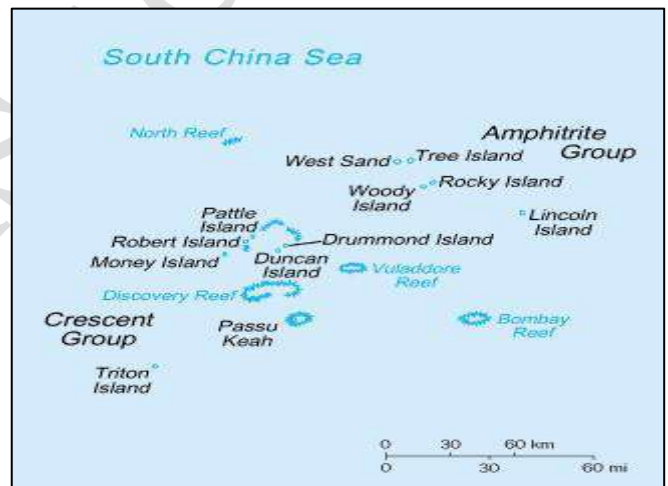 South China Sea
North Reef
Amphitrite
Group
West Sand
Tree Island
Woody
Island
Rocky Island
Lincoln
Island
Pattle
Island
Robert Island
Drummond Island
Money Island
Duncan
Island
Vuladdore
Reef
Discovery Reef
Crescent
Group
Passu
Keah
Bombay
Reef
Triton
Island
0 30 60 km
0 30 60 mi